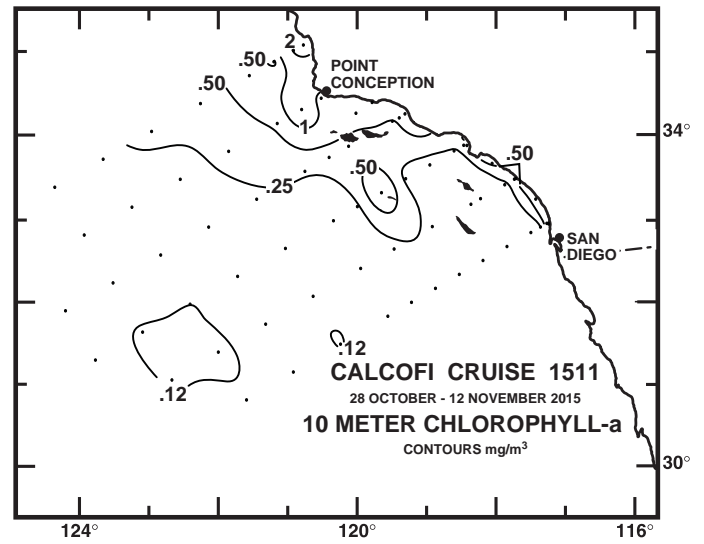 2
.50
POINT
CONCEPTION
.50
1
34°
.50
.50
.25
SAN
DIEGO
.12
.12
CALCOFI CRUISE 1511
28 OCTOBER - 12 NOVEMBER 2015
10 METER CHLOROPHYLL-a
CONTOURS mg/m³
30°
124°
120°
116°